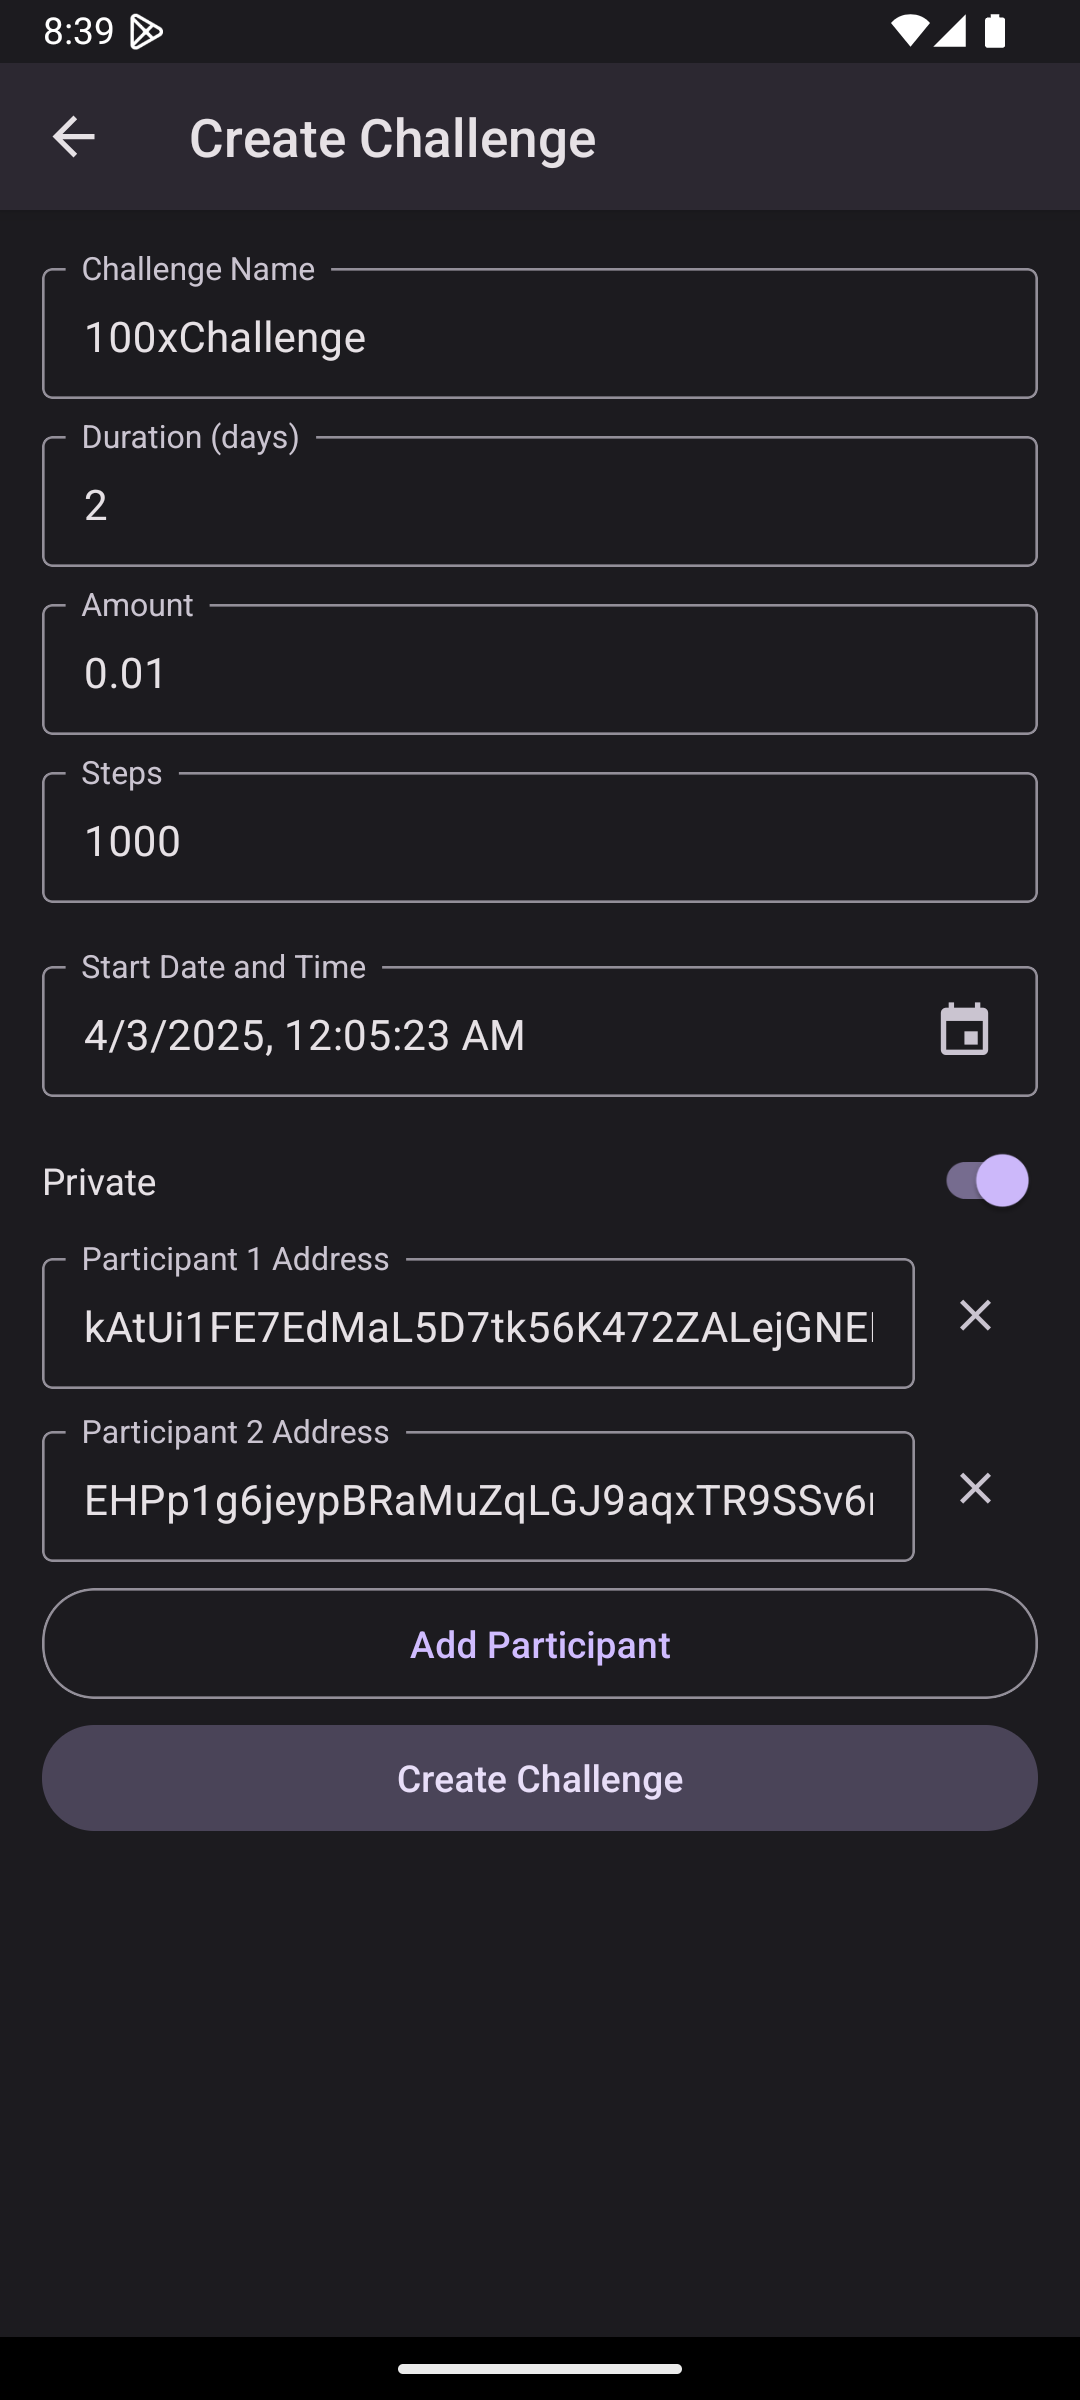 8:39
Create Challenge
Challenge Name
100xChallenge
Duration (days)
2
Amount
0.01
Steps
1000
Start Date and Time
4/3/2025, 12:05:23 AM
Private
Participant 1 Address
kAtUi1FE7EdMaL5D7tk56K472ZALejGNE
Participant 2 Address
EHPp1g6jeypBRaMuZqLGJ9aqxTR9SSv6
Add Participant
Create Challenge